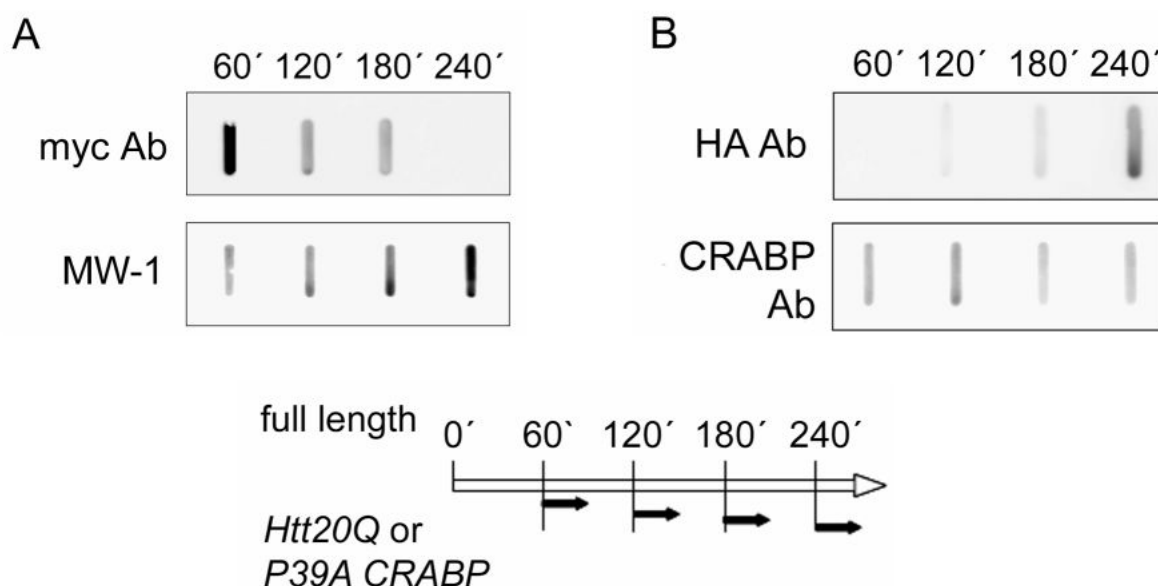 A
60´ 120´ 180´ 240´
myc Ab
MW-1
B
60´ 120´ 180´ 240´
HA Ab
CRABP
Ab
full length
0´ 60` 120´ 180´ 240´
Htt20Q or
P39A CRABP